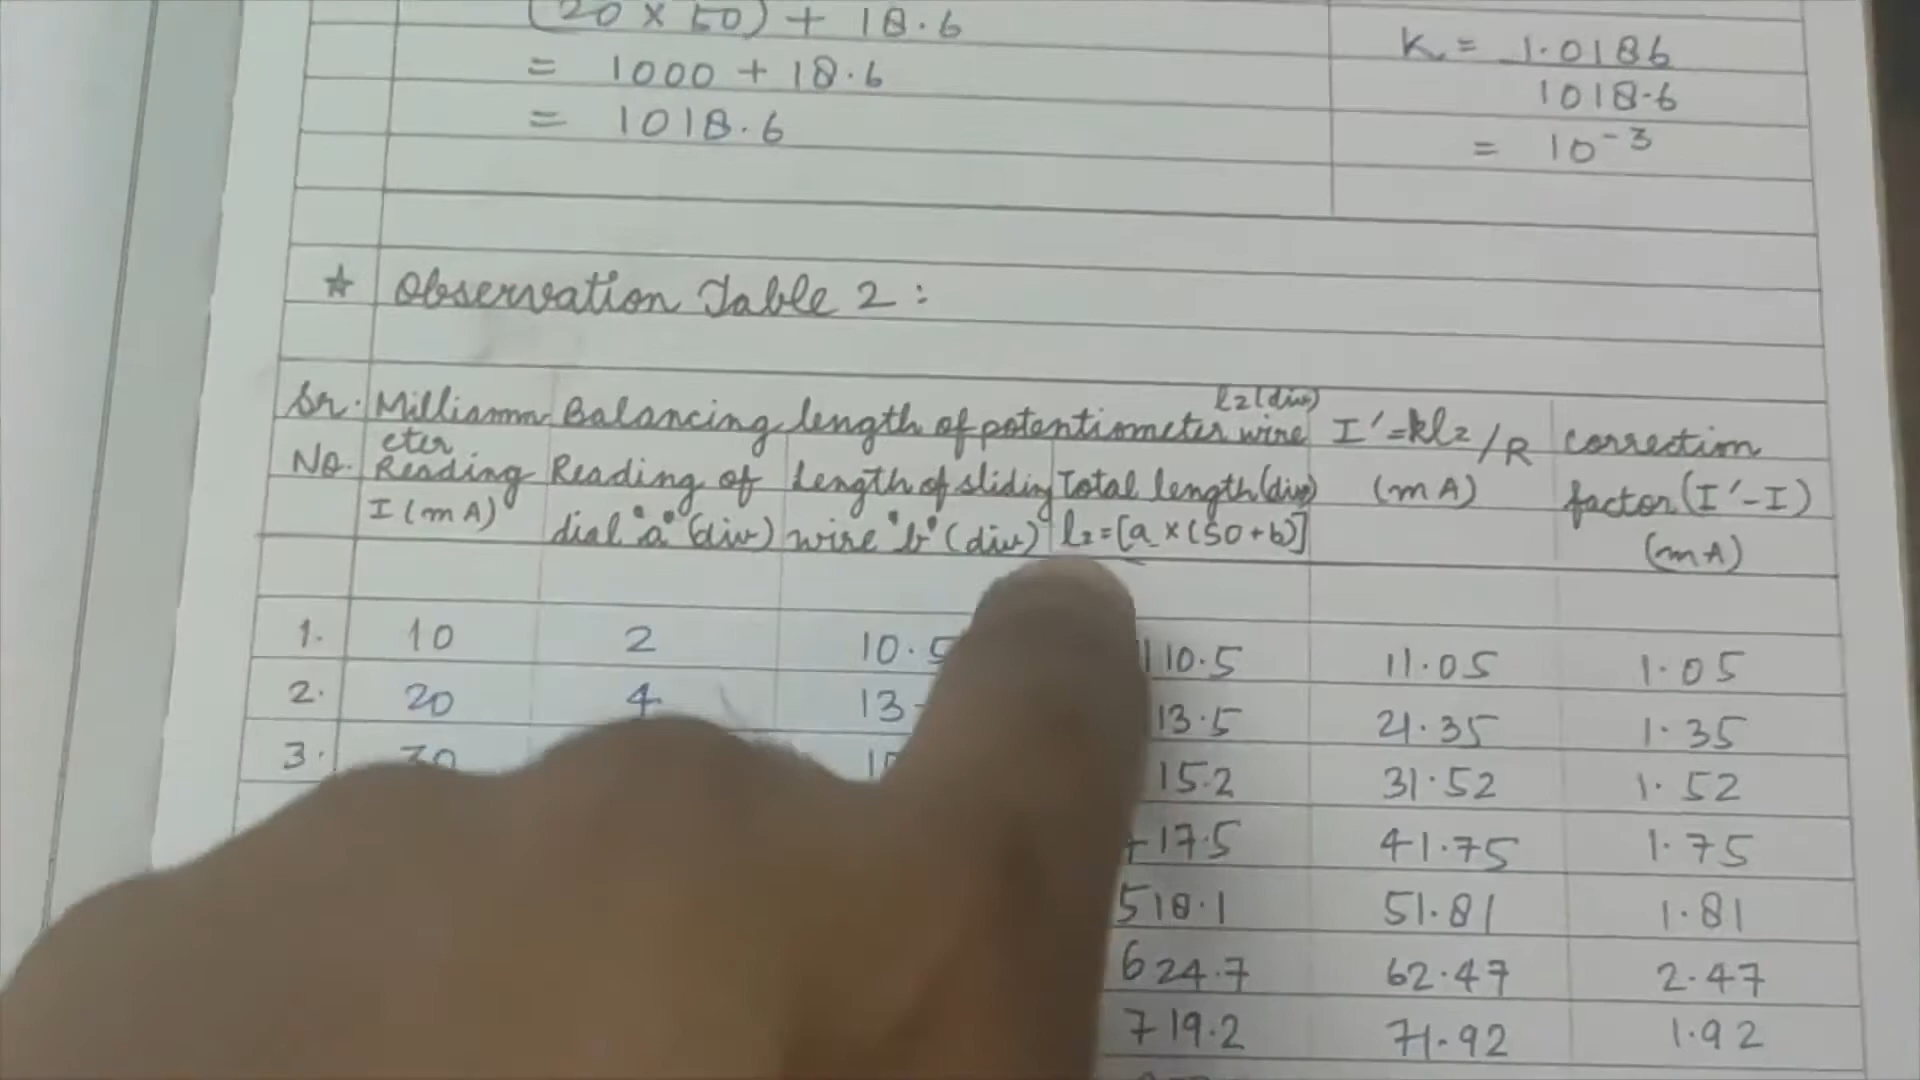 (20 × 50) + 18.6
= 1000 + 18.6
= 1018.6
K = 1.0186
1018.6
= 10⁻³
☆ Observation Table 2 :
Sr. No. Milliammeter Reading I (mA) Balancing length of potentiometer wire l₂ (div) I' = kl₂/R (mA) correction factor (I' - I) (mA)
Reading of dial "a" (div) Length of sliding wire "b" (div) Total length (div) l₂ = [a × (50 + b)]
1. 10 2 10.5 110.5 11.05 1.05
2. 20 4 13 13.5 21.35 1.35
3. 30 15.2 31.52 1.52
17.5 41.75 1.75
518.1 51.81 1.81
624.7 62.47 2.47
719.2 71.92 1.92